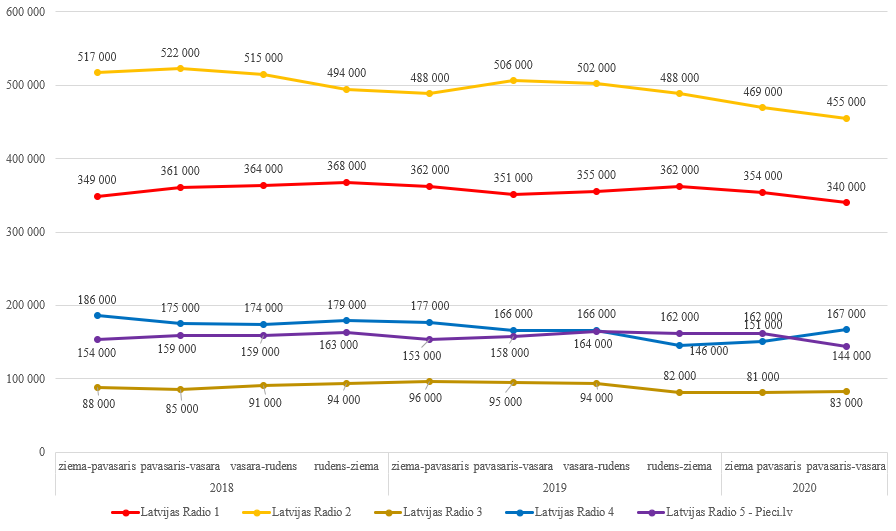 600 000
517 000 522 000 515 000 494 000 488 000 506 000 502 000 488 000 469 000 455 000
500 000
400 000
349 000 361 000 364 000 368 000 362 000 351 000 355 000 362 000 354 000 340 000
300 000
200 000
186 000 175 000 174 000 179 000 177 000 166 000 166 000 162 000 162 000 167 000
151 000
154 000 159 000 159 000 163 000 153 000 158 000 164 000 146 000 144 000
100 000
82 000 81 000
88 000 85 000 91 000 94 000 96 000 95 000 94 000 83 000
0
ziema-pavasaris pavasaris-vasara vasara-rudens rudens-ziema ziema-pavasaris pavasaris-vasara vasara-rudens rudens-ziema ziema pavasaris pavasaris-vasara
2018 2019 2020
Latvijas Radio 1 Latvijas Radio 2 Latvijas Radio 3 Latvijas Radio 4 Latvijas Radio 5 - Pieci.lv